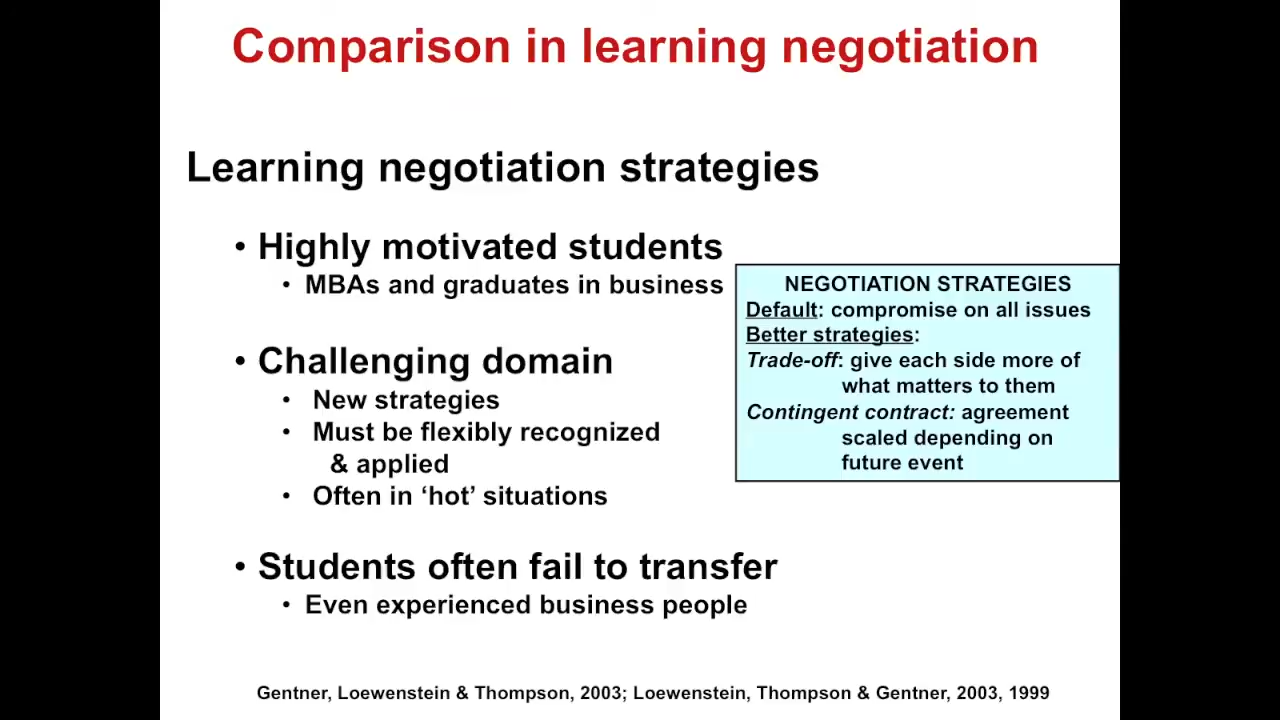 Comparison in learning negotiation
Learning negotiation strategies
• Highly motivated students
• MBAs and graduates in business
• Challenging domain
• New strategies
• Must be flexibly recognized
& applied
• Often in ‘hot’ situations
• Students often fail to transfer
• Even experienced business people
NEGOTIATION STRATEGIES
Default: compromise on all issues
Better strategies:
Trade-off: give each side more of
what matters to them
Contingent contract: agreement
scaled depending on
future event
Gentner, Loewenstein & Thompson, 2003; Loewenstein, Thompson & Gentner, 2003, 1999